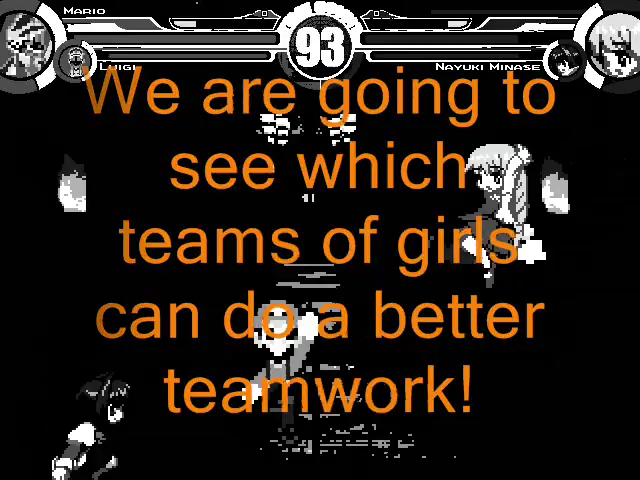 Mario
93
Luigi
Nayuki Minase
We are going to
see which
teams of girls
can do a better
teamwork!